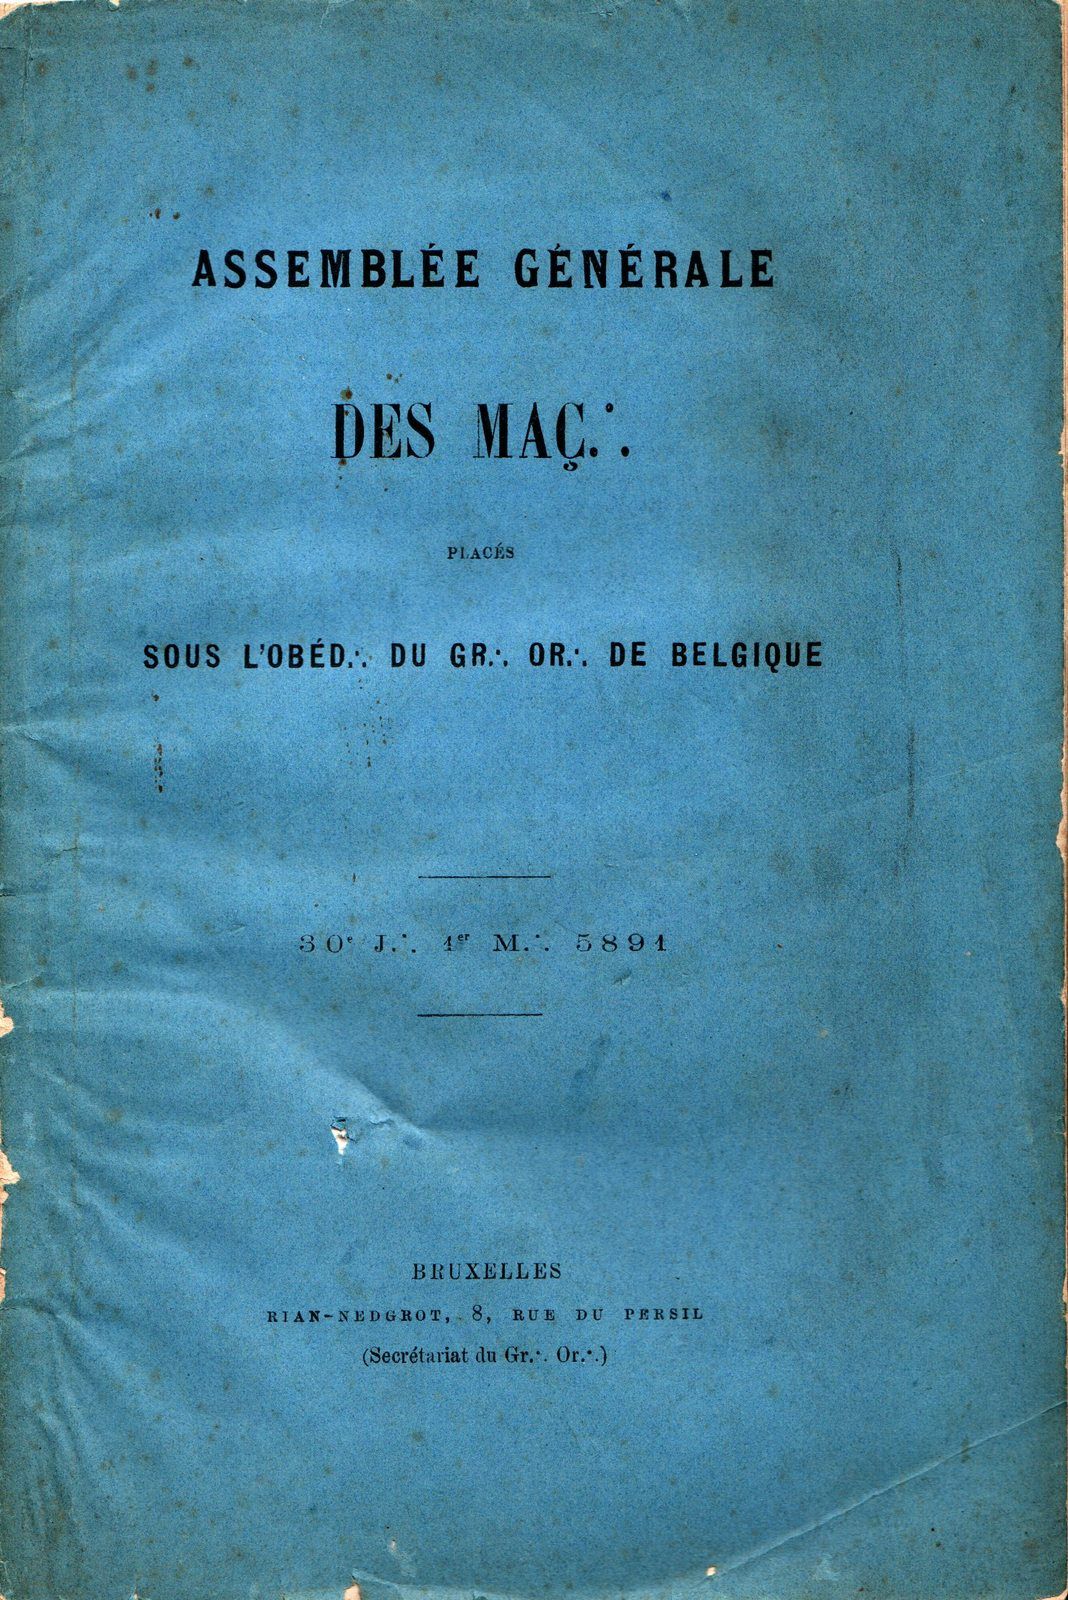 ASSEMBLÉE GÉNÉRALE
DES MAÇ∴
PLACÉS
SOUS L'OBÉD∴ DU GR∴ OR∴ DE BELGIQUE
30e J∴ 1er M∴ 5891
BRUXELLES
RIAN-NEDGROT, 8, RUE DU PERSIL
(Secrétariat du Gr∴ Or∴)